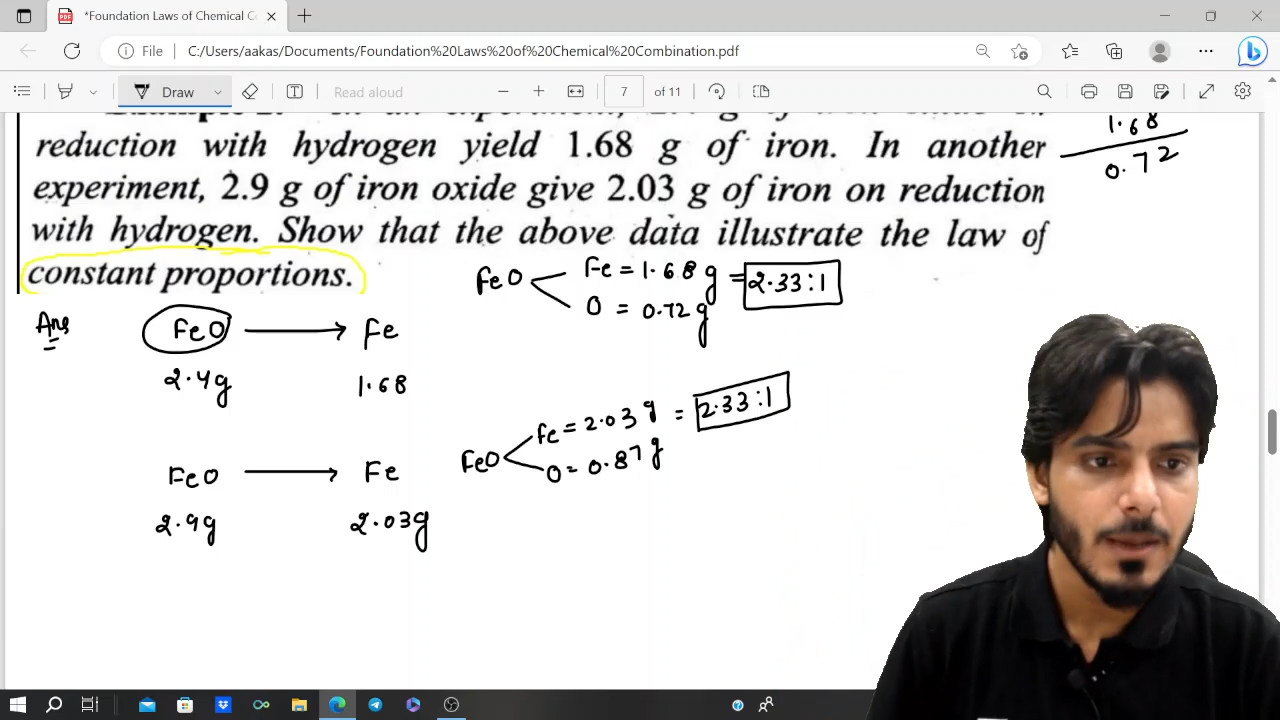 *Foundation Laws of Chemical C
File
C:/Users/aakas/Documents/Foundation%20Laws%20of%20Chemical%20Combination.pdf
Draw
Read aloud
7
of 11
reduction with hydrogen yield 1.68 g of iron. In another
experiment, 2.9 g of iron oxide give 2.03 g of iron on reduction
with hydrogen. Show that the above data illustrate the law of
constant proportions.
1.68
0.72
FeO
Fe = 1.68 g = 2.33:1
O = 0.72 g
Ans
FeO → Fe
2.4g 1.68
FeO
Fe = 2.03 g = 2.33:1
O = 0.87 g
FeO → Fe
2.9g 2.03g